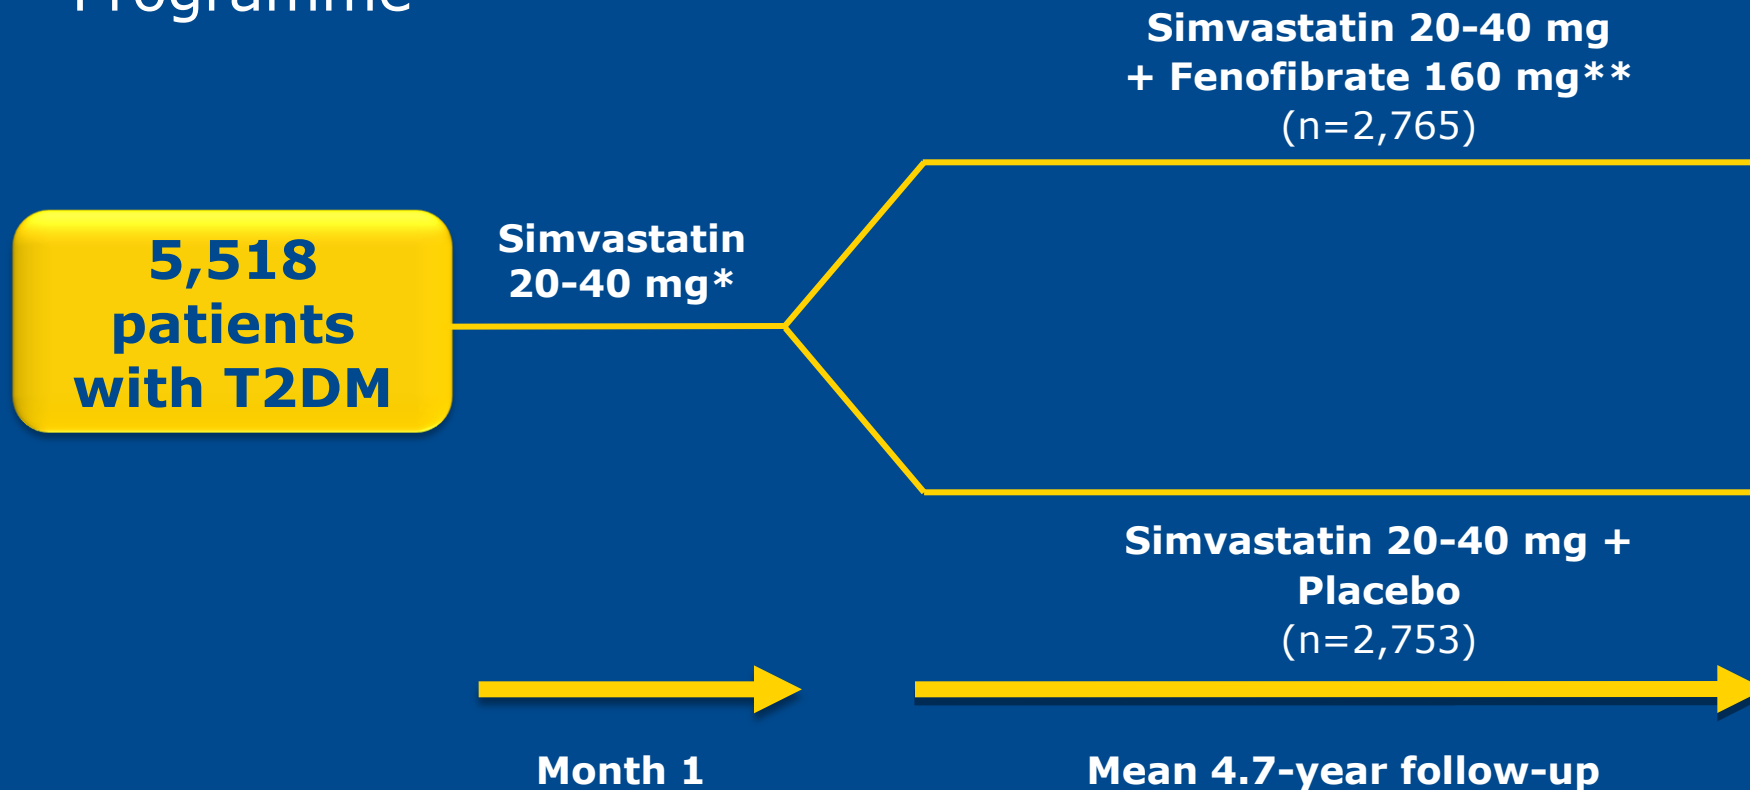 Programme
Simvastatin 20-40 mg
+ Fenofibrate 160 mg**
(n=2,765)
5,518
patients
with T2DM
Simvastatin
20-40 mg*
Simvastatin 20-40 mg +
Placebo
(n=2,753)
Month 1
Mean 4.7-year follow-up